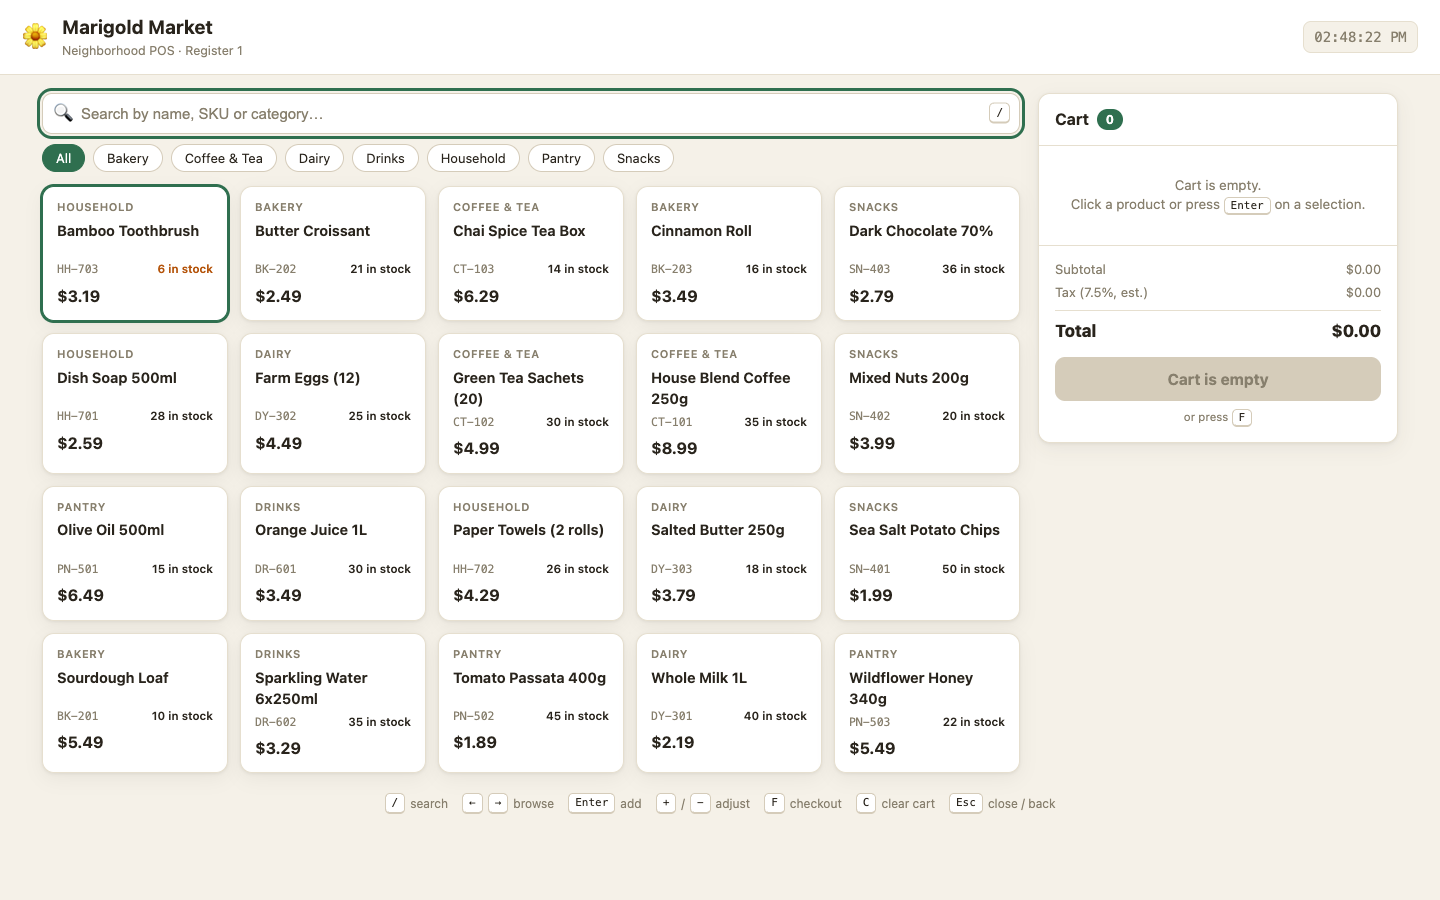 Marigold Market
Neighborhood POS · Register 1
02:48:22 PM
Search by name, SKU or category…
/
All
Bakery
Coffee & Tea
Dairy
Drinks
Household
Pantry
Snacks
HOUSEHOLD
Bamboo Toothbrush
HH-703
6 in stock
$3.19
BAKERY
Butter Croissant
BK-202
21 in stock
$2.49
COFFEE & TEA
Chai Spice Tea Box
CT-103
14 in stock
$6.29
BAKERY
Cinnamon Roll
BK-203
16 in stock
$3.49
SNACKS
Dark Chocolate 70%
SN-403
36 in stock
$2.79
HOUSEHOLD
Dish Soap 500ml
HH-701
28 in stock
$2.59
DAIRY
Farm Eggs (12)
DY-302
25 in stock
$4.49
COFFEE & TEA
Green Tea Sachets
(20)
CT-102
30 in stock
$4.99
COFFEE & TEA
House Blend Coffee
250g
CT-101
35 in stock
$8.99
SNACKS
Mixed Nuts 200g
SN-402
20 in stock
$3.99
PANTRY
Olive Oil 500ml
PN-501
15 in stock
$6.49
DRINKS
Orange Juice 1L
DR-601
30 in stock
$3.49
HOUSEHOLD
Paper Towels (2 rolls)
HH-702
26 in stock
$4.29
DAIRY
Salted Butter 250g
DY-303
18 in stock
$3.79
SNACKS
Sea Salt Potato Chips
SN-401
50 in stock
$1.99
BAKERY
Sourdough Loaf
BK-201
10 in stock
$5.49
DRINKS
Sparkling Water
6x250ml
DR-602
35 in stock
$3.29
PANTRY
Tomato Passata 400g
PN-502
45 in stock
$1.89
DAIRY
Whole Milk 1L
DY-301
40 in stock
$2.19
PANTRY
Wildflower Honey
340g
PN-503
22 in stock
$5.49
Cart 0
Cart is empty.
Click a product or press Enter on a selection.
Subtotal $0.00
Tax (7.5%, est.) $0.00
Total $0.00
Cart is empty
or press F
/ search ← → browse Enter add + / − adjust F checkout C clear cart Esc close / back